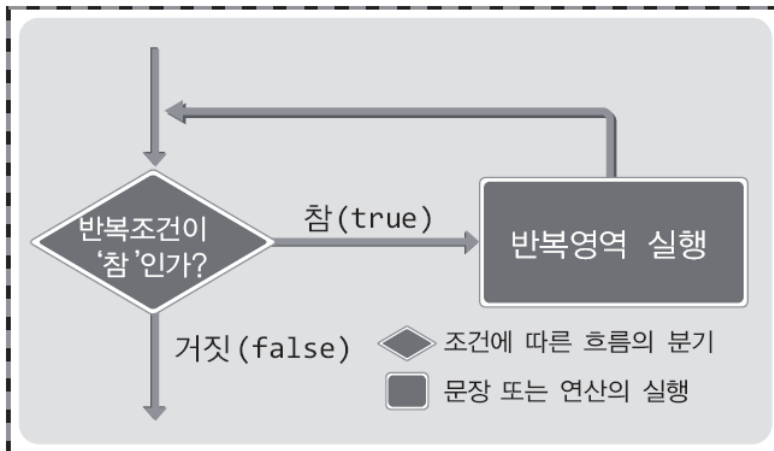 반복조건이
'참'인가?
참(true)
반복영역 실행
거짓(false)
조건에 따른 흐름의 분기
문장 또는 연산의 실행